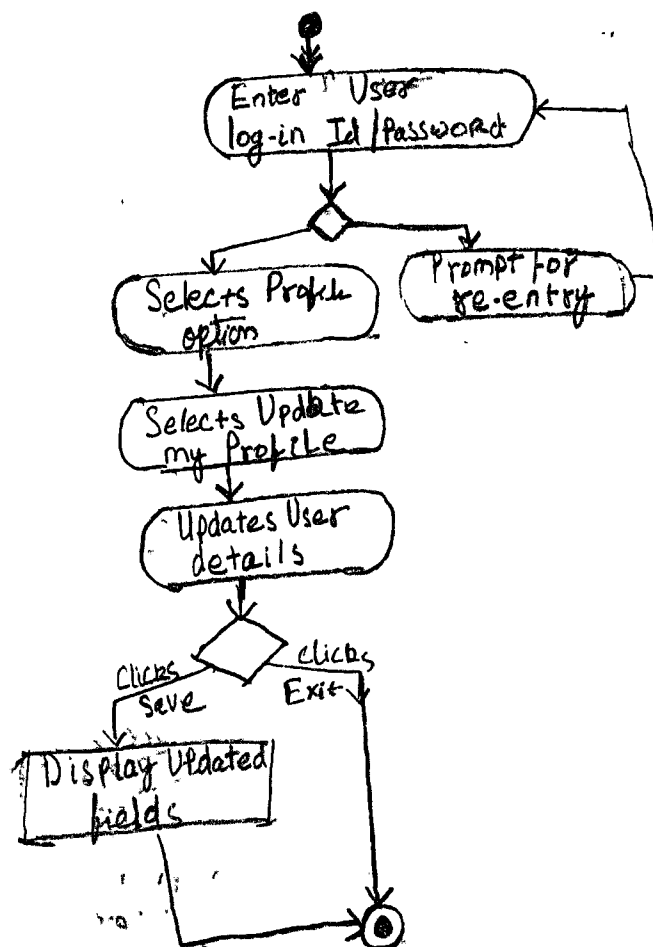 Enter User
log-in Id/Password
Selects Profile
option
Prompt for
re-entry
Selects Update
my Profile
Updates User
details
Clicks
Save
Clicks
Exit
Display Updated
fields